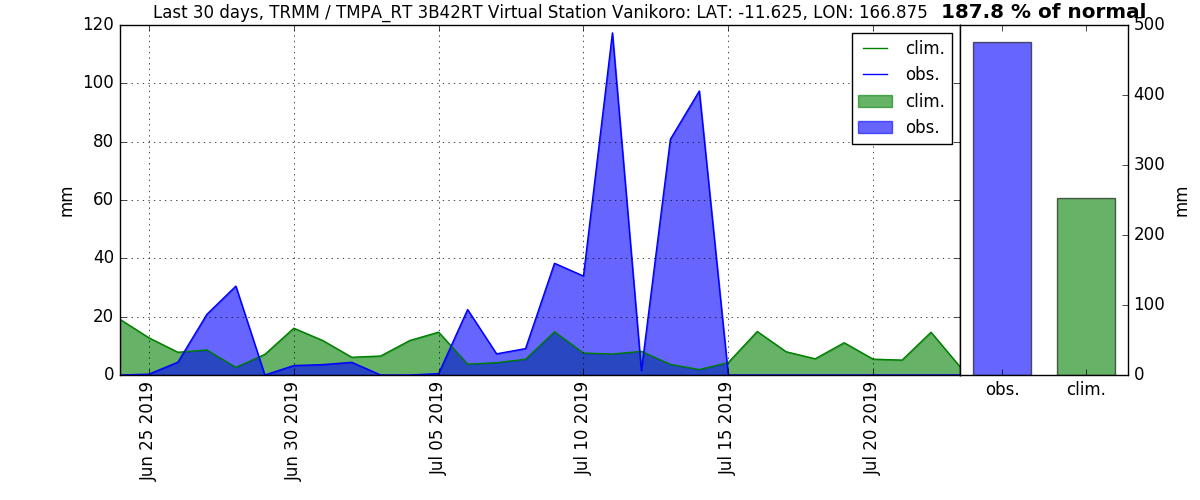 Last 30 days, TRMM / TMPA_RT 3B42RT Virtual Station Vanikoro: LAT: -11.625, LON: 166.875
187.8 % of normal
mm
120
100
80
60
40
20
0
clim.
obs.
clim.
obs.
Jun 25 2019
Jun 30 2019
Jul 05 2019
Jul 10 2019
Jul 15 2019
Jul 20 2019
500
400
300
200
100
0
mm
obs.
clim.